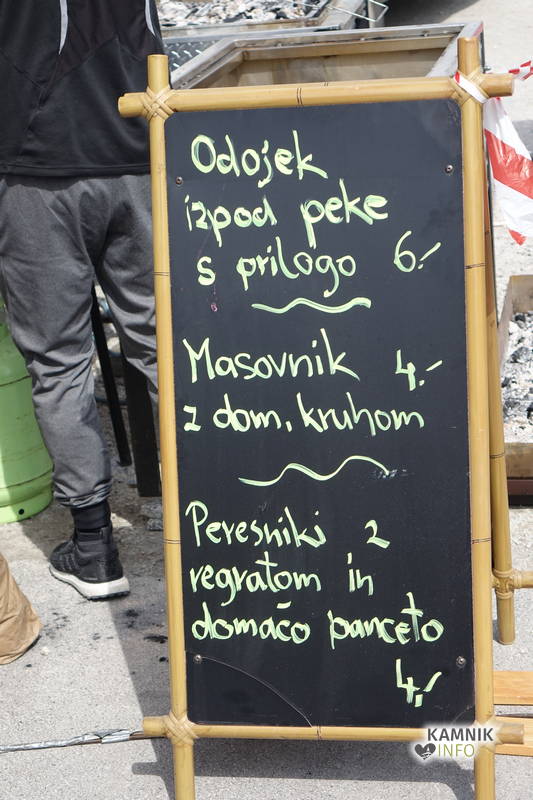 Odojek
izpod peke
s prilogo 6.-
Masovnik 4.-
z dom. kruhom
Peresniki z
regratom in
domačo panceto
4,-
KAMNIK
INFO